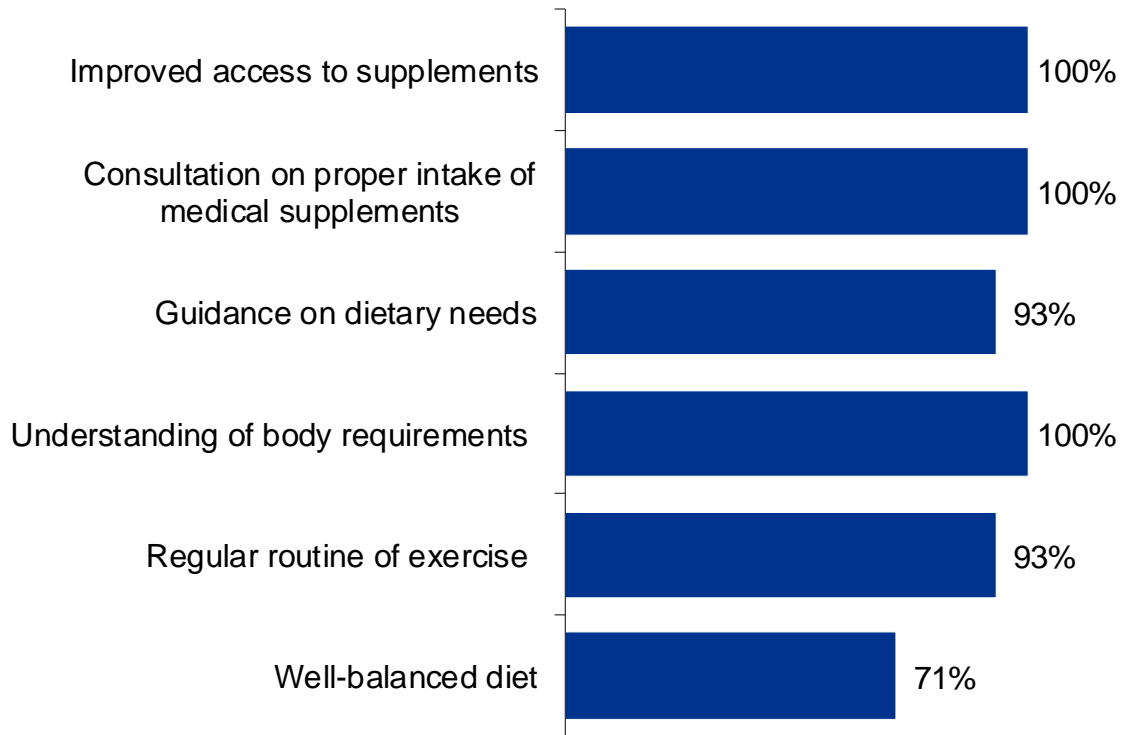 Improved access to supplements
100%
Consultation on proper intake of
medical supplements
100%
Guidance on dietary needs
93%
Understanding of body requirements
100%
Regular routine of exercise
93%
Well-balanced diet
71%